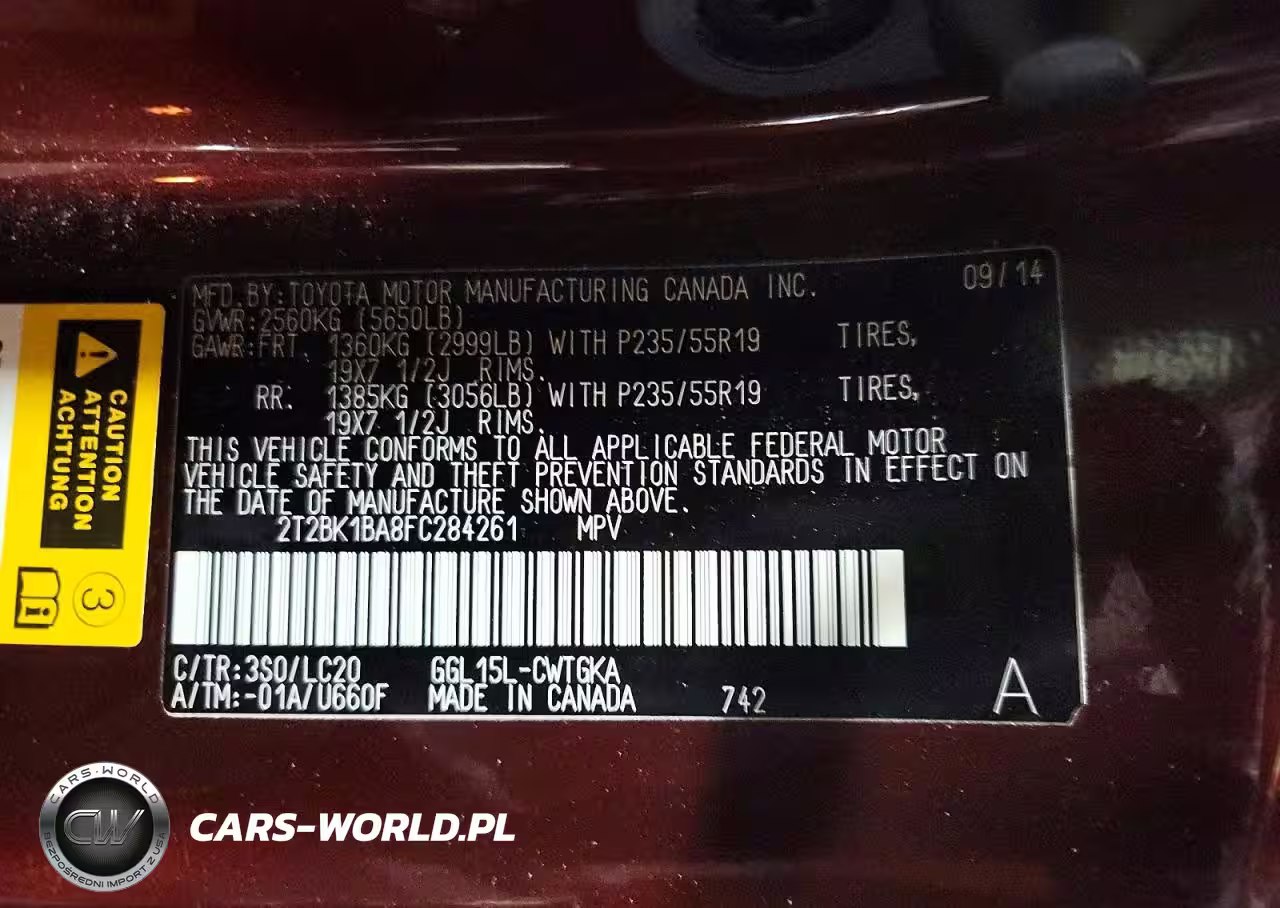 MFD.BY:TOYOTA MOTOR MANUFACTURING CANADA INC. 09/14
GVWR:2560KG (5650LB)
GAWR:FRT. 1360KG (2999LB) WITH P235/55R19 TIRES,
19X7 1/2J RIMS.
RR. 1385KG (3056LB) WITH P235/55R19 TIRES,
19X7 1/2J RIMS.
THIS VEHICLE CONFORMS TO ALL APPLICABLE FEDERAL MOTOR
VEHICLE SAFETY AND THEFT PREVENTION STANDARDS IN EFFECT ON
THE DATE OF MANUFACTURE SHOWN ABOVE.
2T2BK1BA8FC284261 MPV
C/TR:3S0/LC20 GGL15L-CWTGKA
A/TM:-01A/U660F MADE IN CANADA 742 A
CAUTION
ATTENTION
ACHTUNG
3
CARS-WORLD
CW
BEZPOŚREDNI IMPORT Z USA
CARS-WORLD.PL